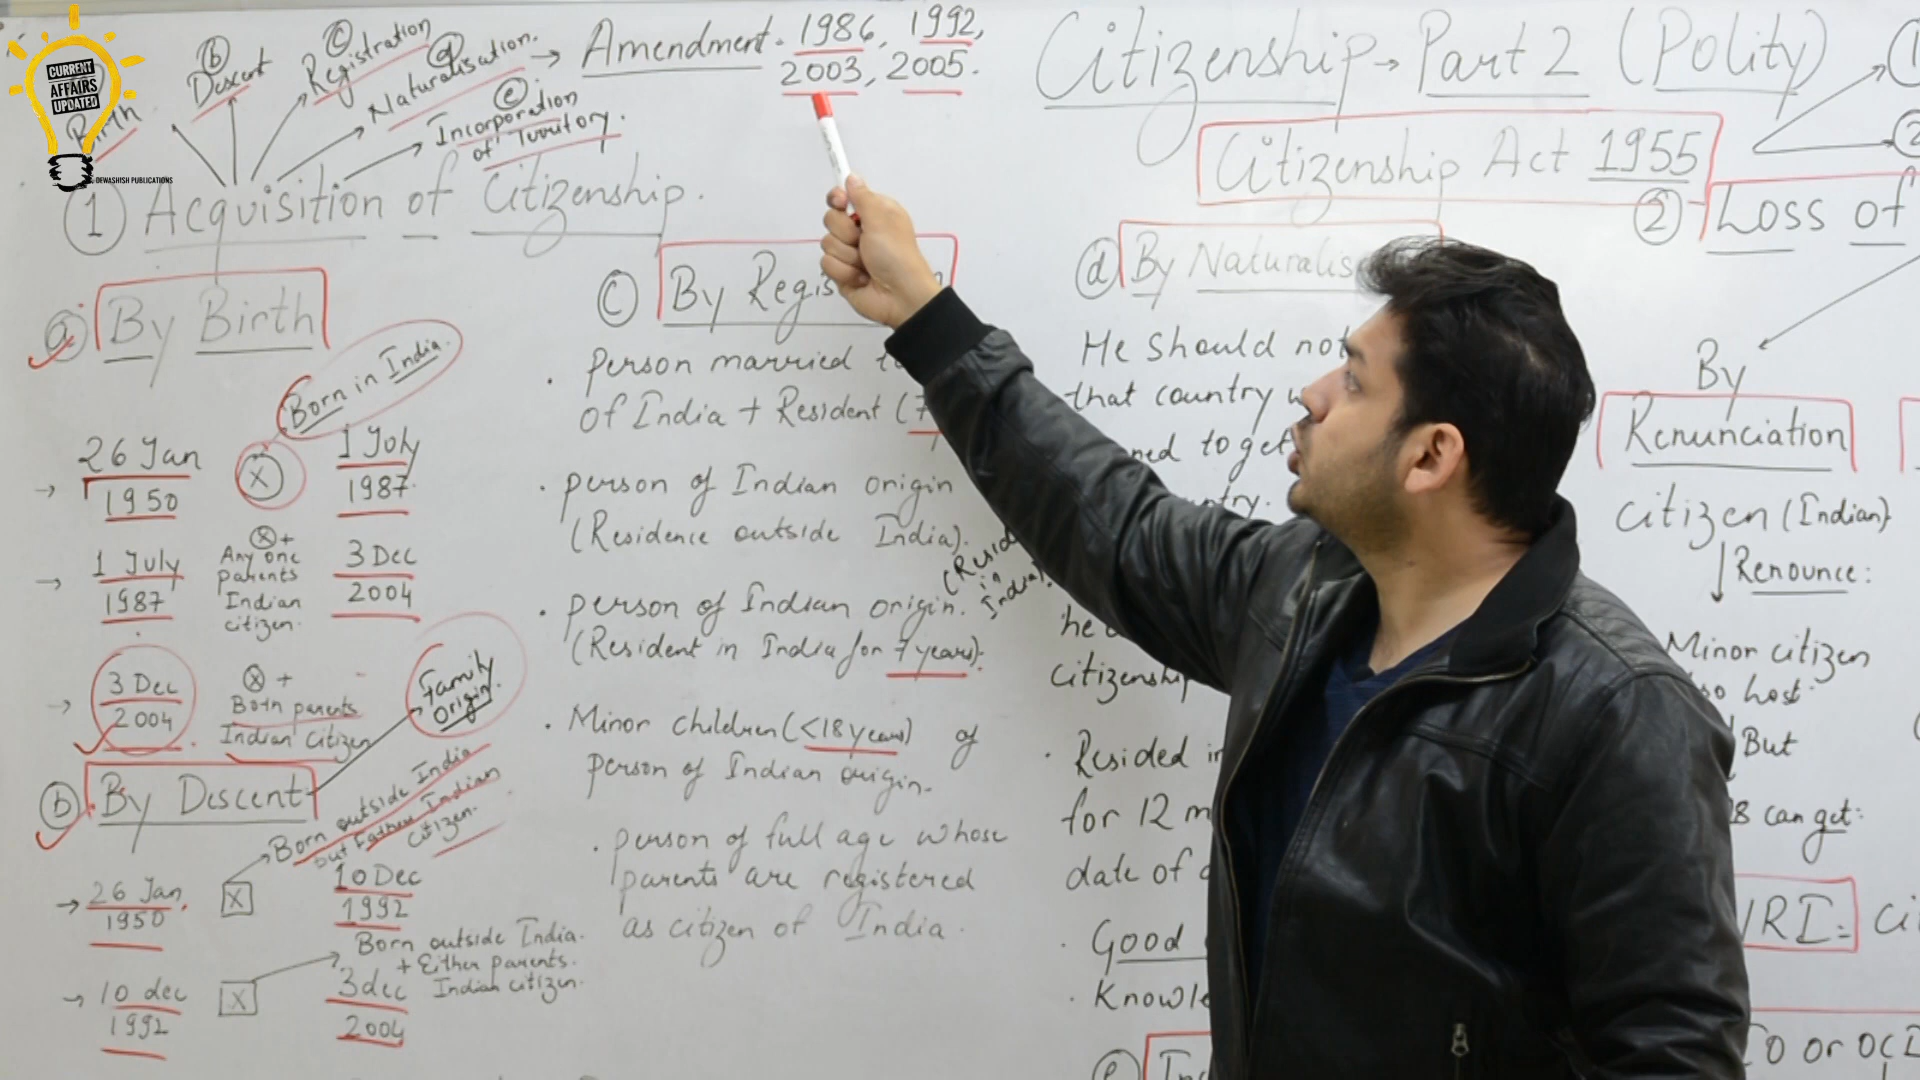 CURRENT
AFFAIRS
UPDATED
DEWASHISH PUBLICATIONS
ⓐ
Birth
ⓑ
Descent
ⓒ
Registration
ⓓ
Naturalisation.
ⓔ
Incorporation
of Territory.
→ Amendment - 1986, 1992,
2003, 2005.
① Acquisition of Citizenship.
ⓐ By Birth
Born in India.
→ 26 Jan
1950
X
1 July
1987.
→ 1 July
1987
X +
Any one
parents
Indian
citizen.
3 Dec
2004
→ 3 Dec
2004
X +
Both parents
Indian Citizen
Family
Origin.
ⓑ By Descent
Born outside India
but Father Indian
citizen.
→ 26 Jan
1950
X
10 Dec
1992
Born outside India.
+ Either parents.
Indian citizen.
→ 10 dec
1992
X
3 dec
2004
ⓒ By Regis
· Person married
of India + Resident (7
· person of Indian origin
(Residence outside India).
· person of Indian origin.
(Resident in India for 7 years).
· Minor children (<18 years) of
person of Indian origin.
· person of full age whose
parents are registered
as citizen of India.
Citizenship - Part 2 (Polity)
Citizenship Act 1955
ⓓ By Naturalis
He should not
that country
to get
citizenship
· Resided in
for 12
date of
· Good
· Knowle
ⓔ
①
②
② Loss of
By
Renunciation
citizen (Indian)
↓ Renounce:
Minor citizen
But
18 can get:
NRI =
or OCI